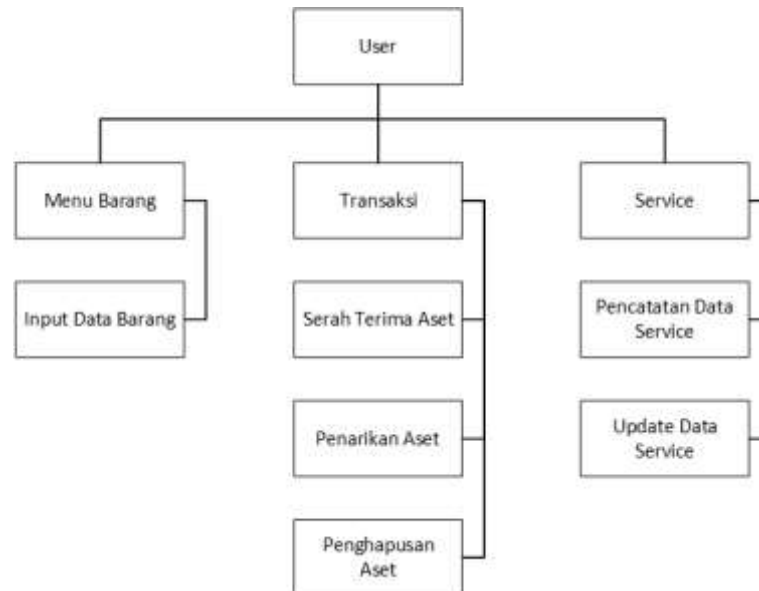 User
Menu Barang
Transaksi
Service
Input Data Barang
Serah Terima Aset
Pencatatan Data
Service
Penarikan Aset
Update Data
Service
Penghapusan
Aset